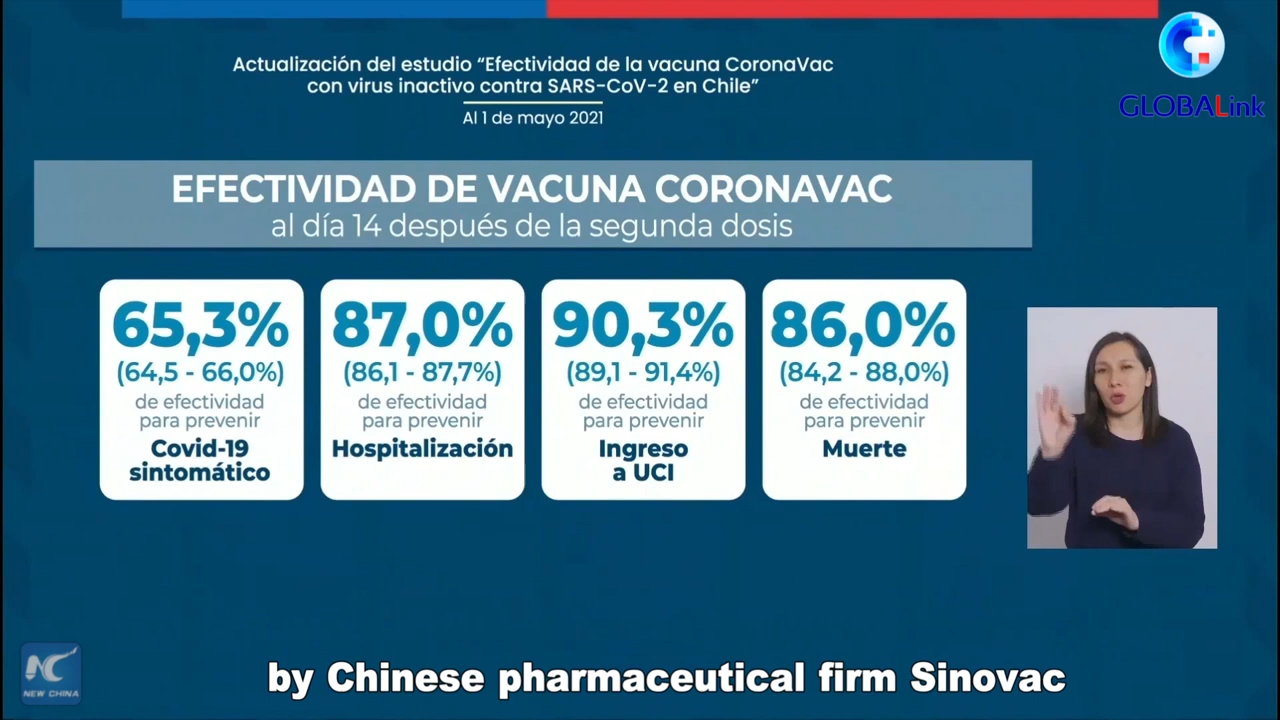 Actualización del estudio “Efectividad de la vacuna CoronaVac
con virus inactivo contra SARS-CoV-2 en Chile”
Al 1 de mayo 2021
GLOBALink
EFECTIVIDAD DE VACUNA CORONAVAC
al día 14 después de la segunda dosis
65,3%
(64,5 - 66,0%)
de efectividad
para prevenir
Covid-19
sintomático
87,0%
(86,1 - 87,7%)
de efectividad
para prevenir
Hospitalización
90,3%
(89,1 - 91,4%)
de efectividad
para prevenir
Ingreso
a UCI
86,0%
(84,2 - 88,0%)
de efectividad
para prevenir
Muerte
NC
NEW CHINA
by Chinese pharmaceutical firm Sinovac